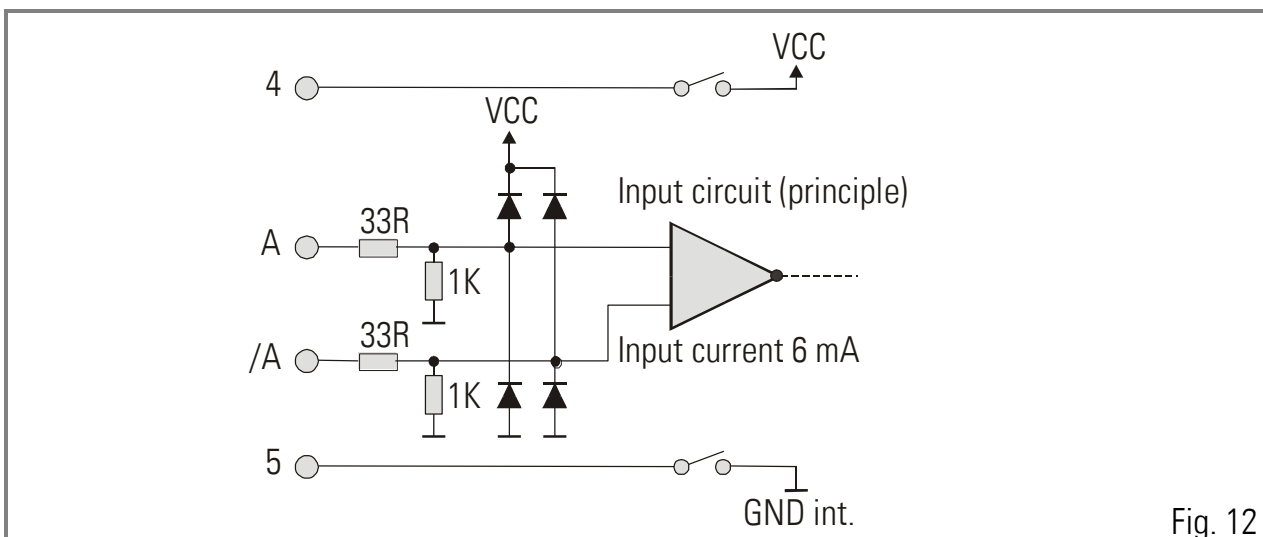 VCC
4
VCC
Input circuit (principle)
33R
A
1K
33R
/A
Input current 6 mA
1K
5
GND int.
Fig. 12